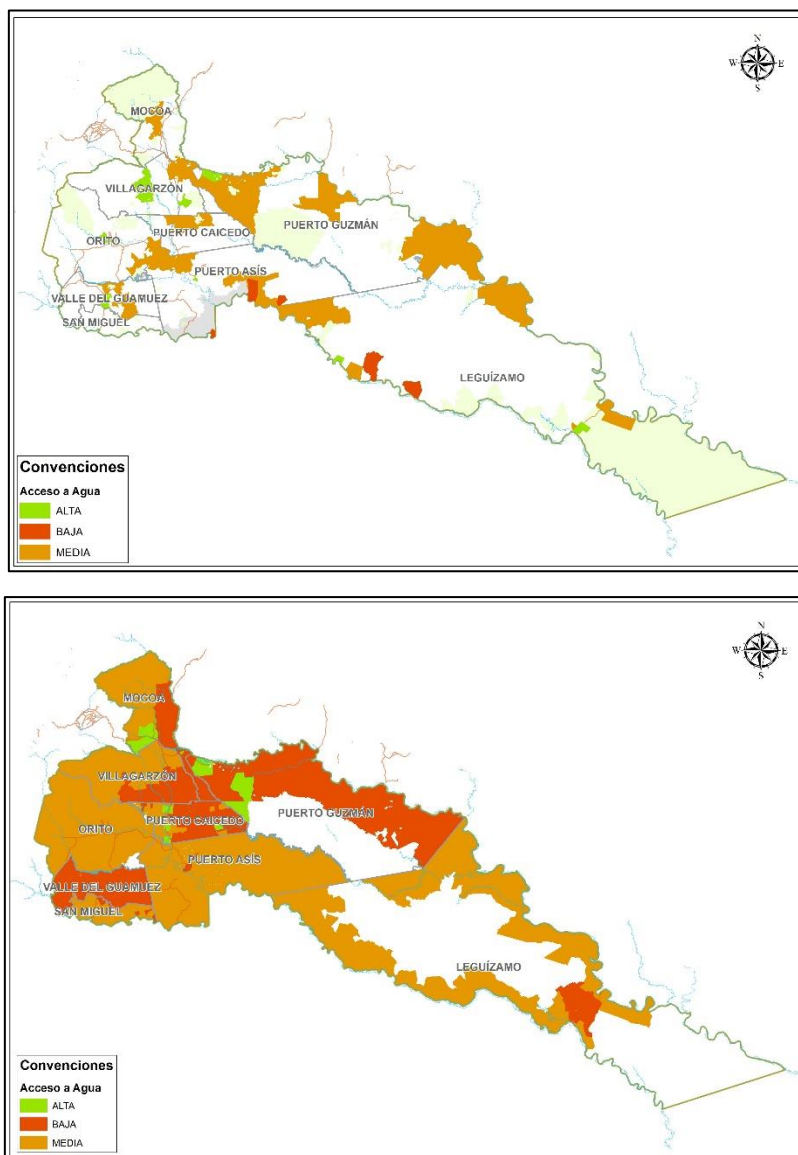 N
W E
S
MOCOA
VILLAGARZÓN
PUERTO GUZMÁN
PUERTO CAICEDO
ORITO
PUERTO ASÍS
VALLE DEL GUAMUEZ
SAN MIGUEL
LEGUÍZAMO
Convenciones
Acceso a Agua
ALTA
BAJA
MEDIA
N
W E
S
MOCOA
VILLAGARZÓN
PUERTO GUZMÁN
PUERTO CAICEDO
ORITO
PUERTO ASÍS
VALLE DEL GUAMUEZ
SAN MIGUEL
LEGUÍZAMO
Convenciones
Acceso a Agua
ALTA
BAJA
MEDIA